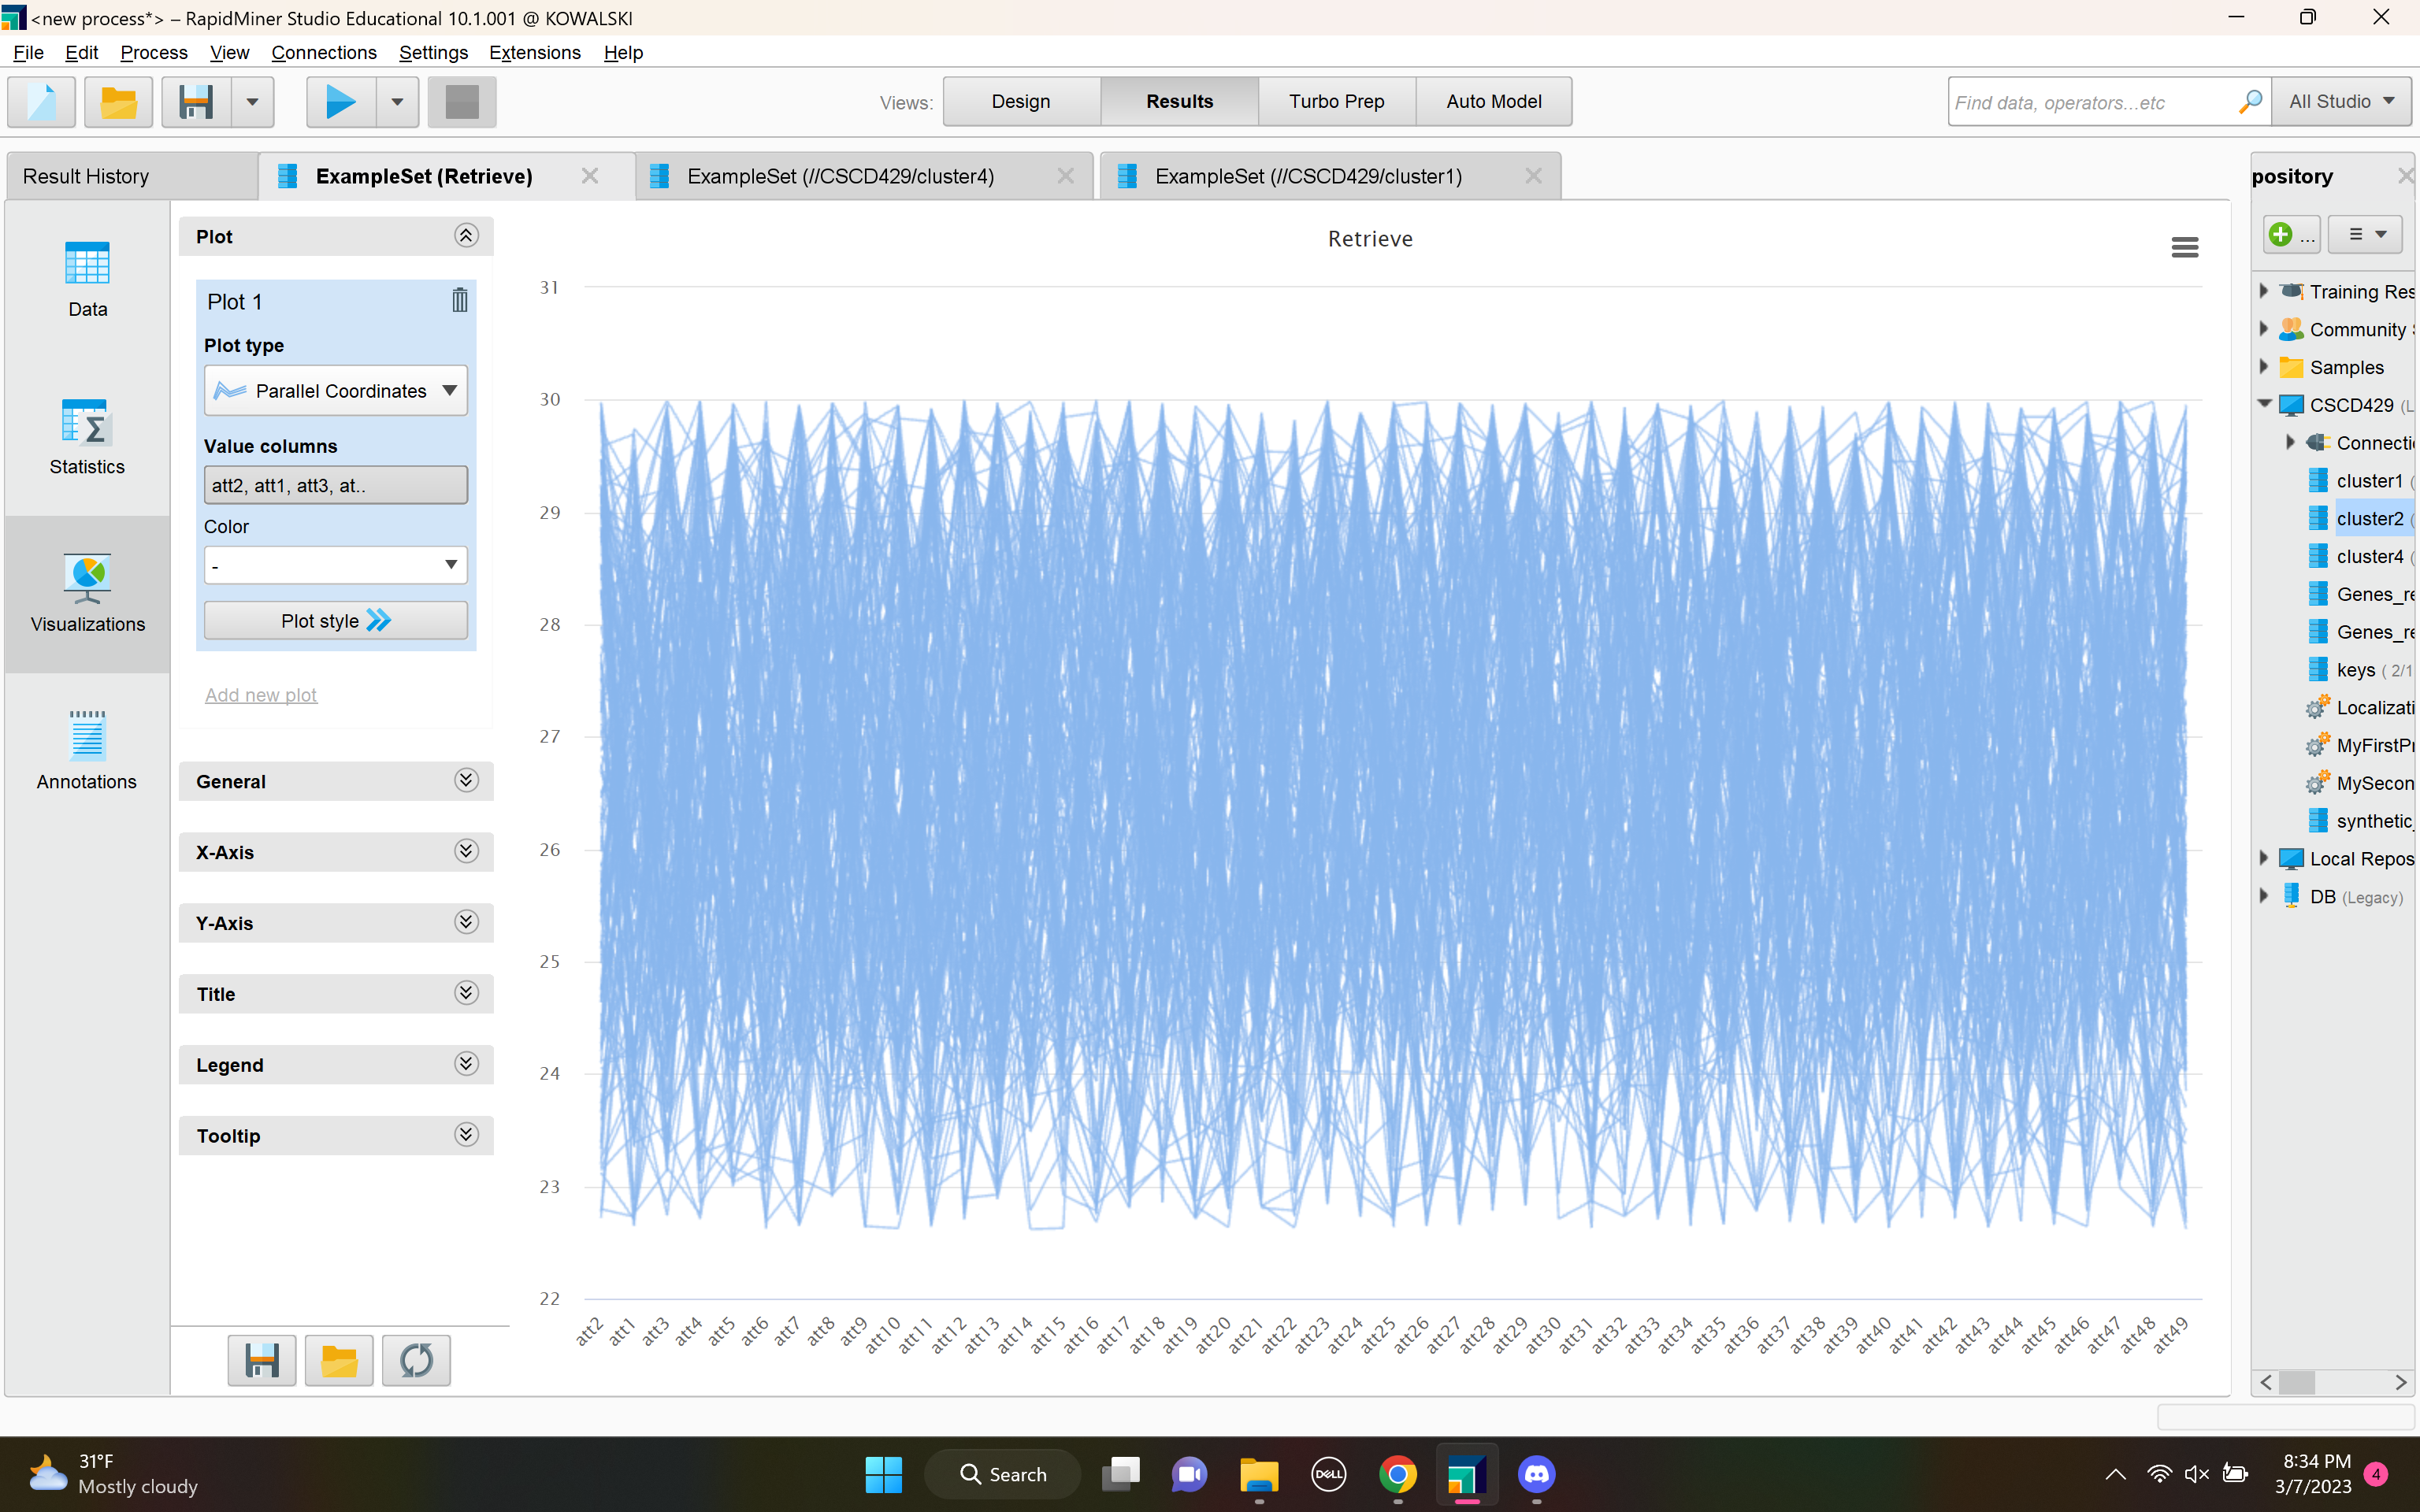 <new process*> – RapidMiner Studio Educational 10.1.001 @ KOWALSKI
File Edit Process View Connections Settings Extensions Help
Views: Design Results Turbo Prep Auto Model
Find data, operators...etc
All Studio
Result History
ExampleSet (Retrieve)
ExampleSet (//CSCD429/cluster4)
ExampleSet (//CSCD429/cluster1)
pository
Data
Statistics
Visualizations
Annotations
Plot
Plot 1
Plot type
Parallel Coordinates
Value columns
att2, att1, att3, at..
Color
-
Plot style
Add new plot
General
X-Axis
Y-Axis
Title
Legend
Tooltip
Retrieve
31
30
29
28
27
26
25
24
23
22
att2 att1 att3 att4 att5 att6 att7 att8 att9 att10 att11 att12 att13 att14 att15 att16 att17 att18 att19 att20 att21 att22 att23 att24 att25 att26 att27 att28 att29 att30 att31 att32 att33 att34 att35 att36 att37 att38 att39 att40 att41 att42 att43 att44 att45 att46 att47 att48 att49
...
Training Res
Community
Samples
CSCD429 (L
Connecti
cluster1 (
cluster2 (
cluster4 (
Genes_re
Genes_re
keys ( 2/1
Localizati
MyFirstPr
MySecon
synthetic_
Local Repos
DB (Legacy)
31°F
Mostly cloudy
Search
DELL
8:34 PM
3/7/2023
4